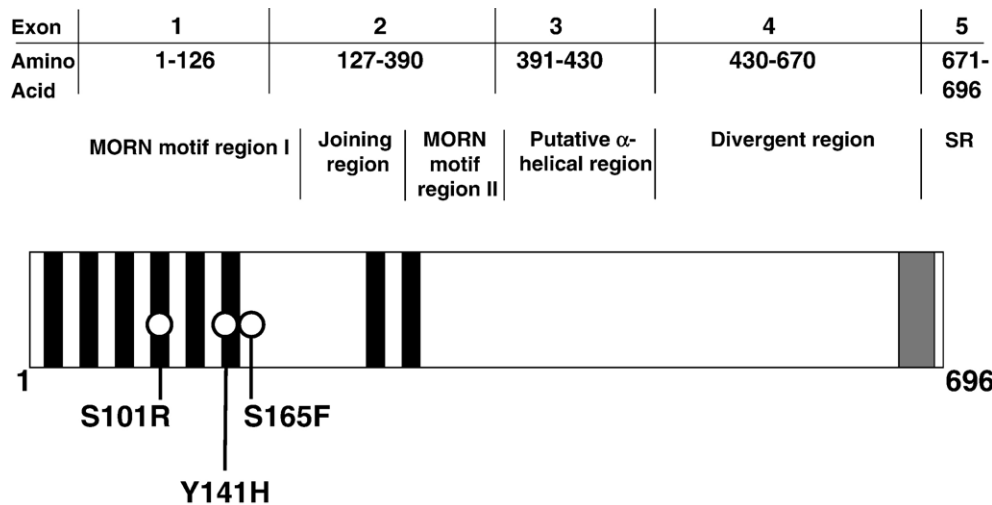 Exon 1 2 3 4 5
Amino 1-126 127-390 391-430 430-670 671-
Acid 696
MORN motif region I Joining MORN Putative α- Divergent region SR
region motif helical region
region II
1 696
S101R S165F
Y141H